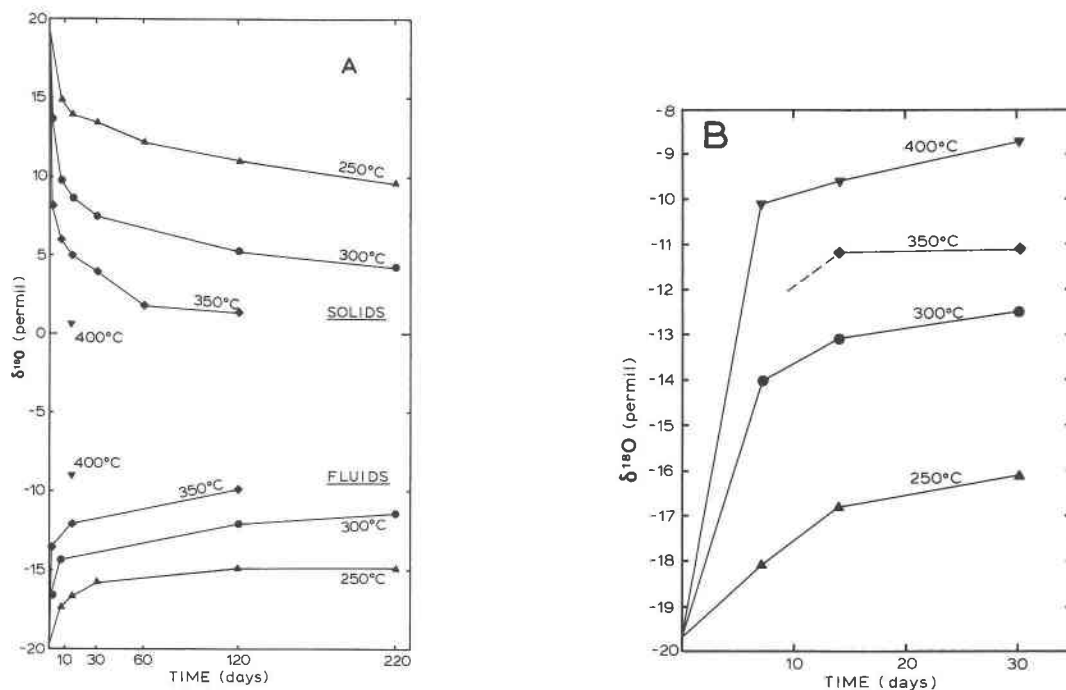 A
20
15
10
5
0
-5
-10
-15
-20
δ¹⁸O (permil)
250°C
300°C
350°C
SOLIDS
400°C
400°C
FLUIDS
350°C
300°C
250°C
10 30 60 120 220
TIME (days)
B
-8
-9
-10
-11
-12
-13
-14
-15
-16
-17
-18
-19
-20
δ¹⁸O (permil)
400°C
350°C
300°C
250°C
10 20 30
TIME (days)